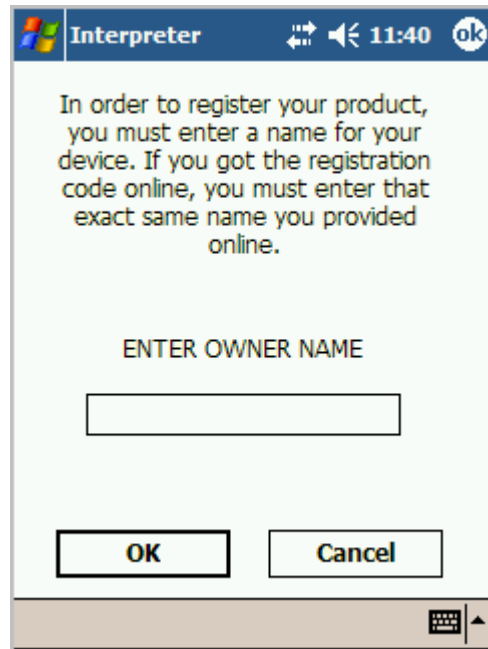 Interpreter 11:40 ok
In order to register your product,
you must enter a name for your
device. If you got the registration
code online, you must enter that
exact same name you provided
online.
ENTER OWNER NAME
OK Cancel